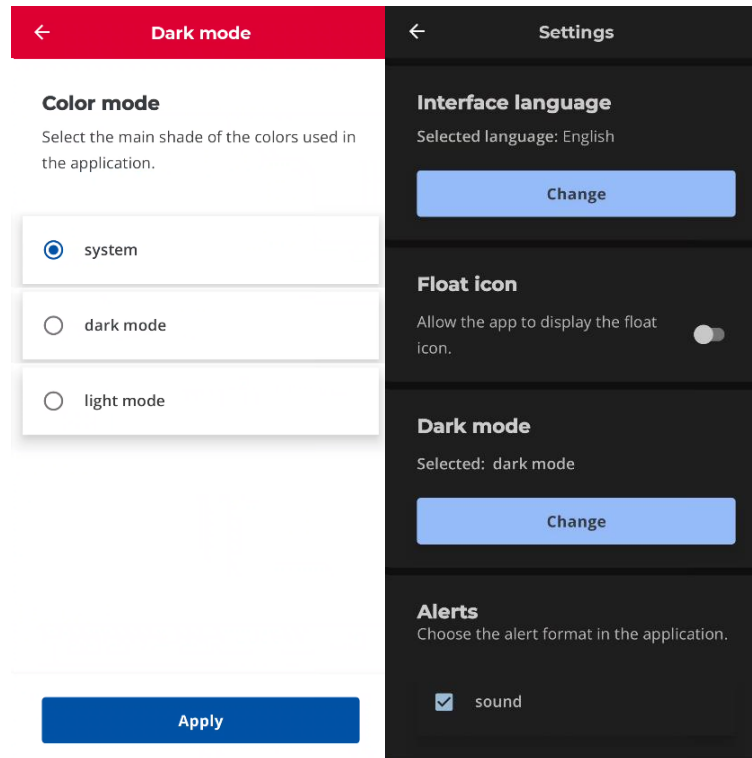 Dark mode
Color mode
Select the main shade of the colors used in
the application.
system
dark mode
light mode
Apply
Settings
Interface language
Selected language: English
Change
Float icon
Allow the app to display the float
icon.
Dark mode
Selected: dark mode
Change
Alerts
Choose the alert format in the application.
sound